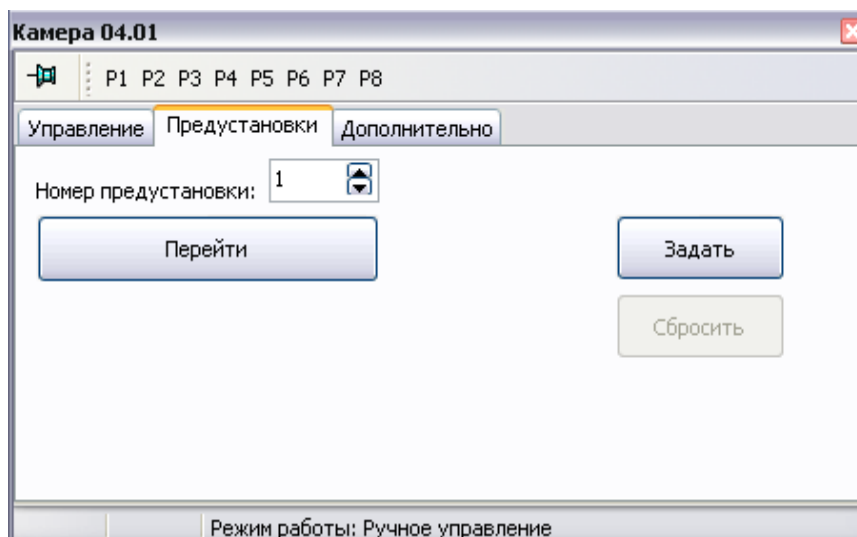 Камера 04.01
P1 P2 P3 P4 P5 P6 P7 P8
Управление Предустановки Дополнительно
Номер предустановки: 1
Перейти Задать
Сбросить
Режим работы: Ручное управление